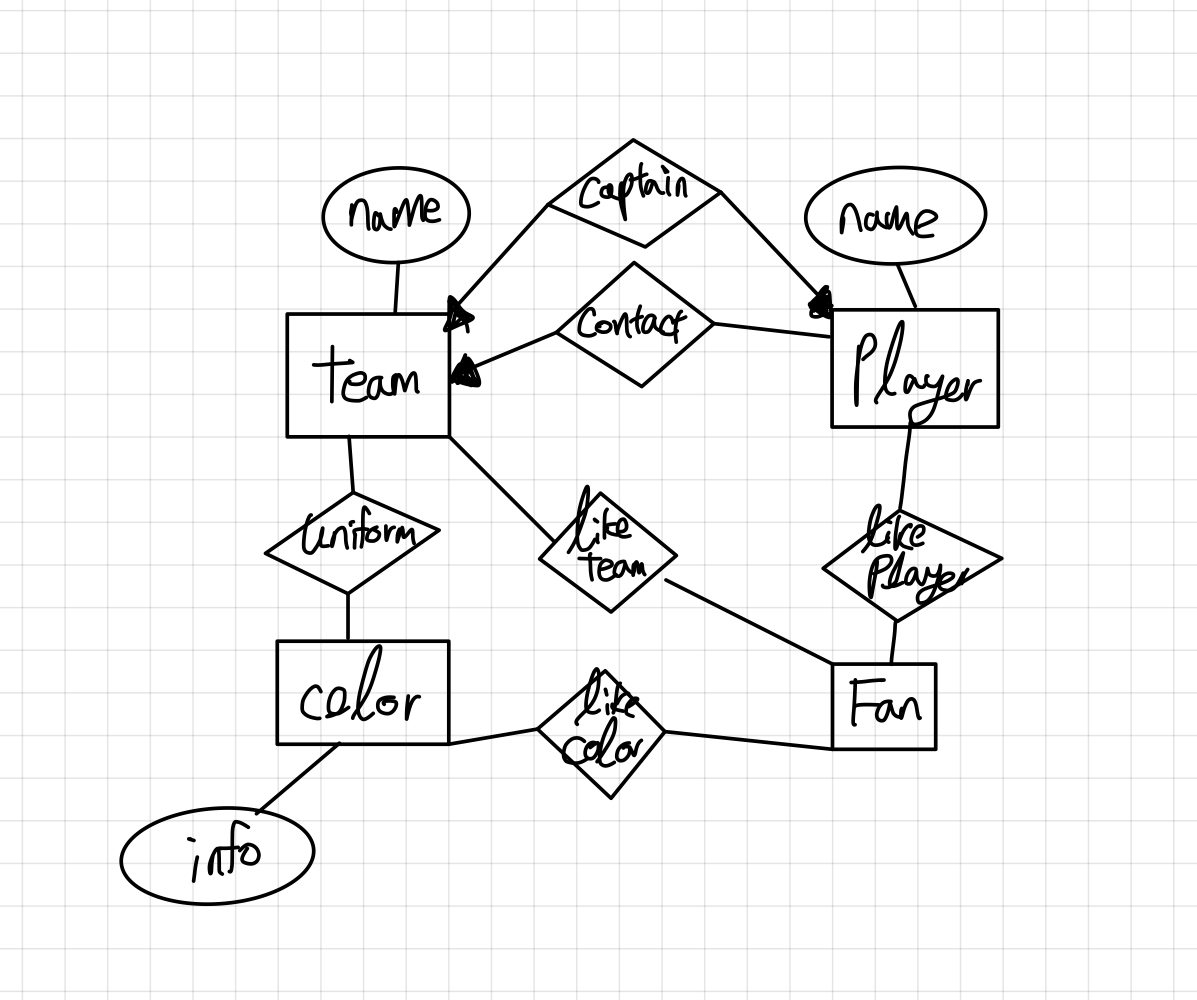 Captain
name
name
Contact
Team
Player
Uniform
like
team
like
Player
color
like
color
Fan
info